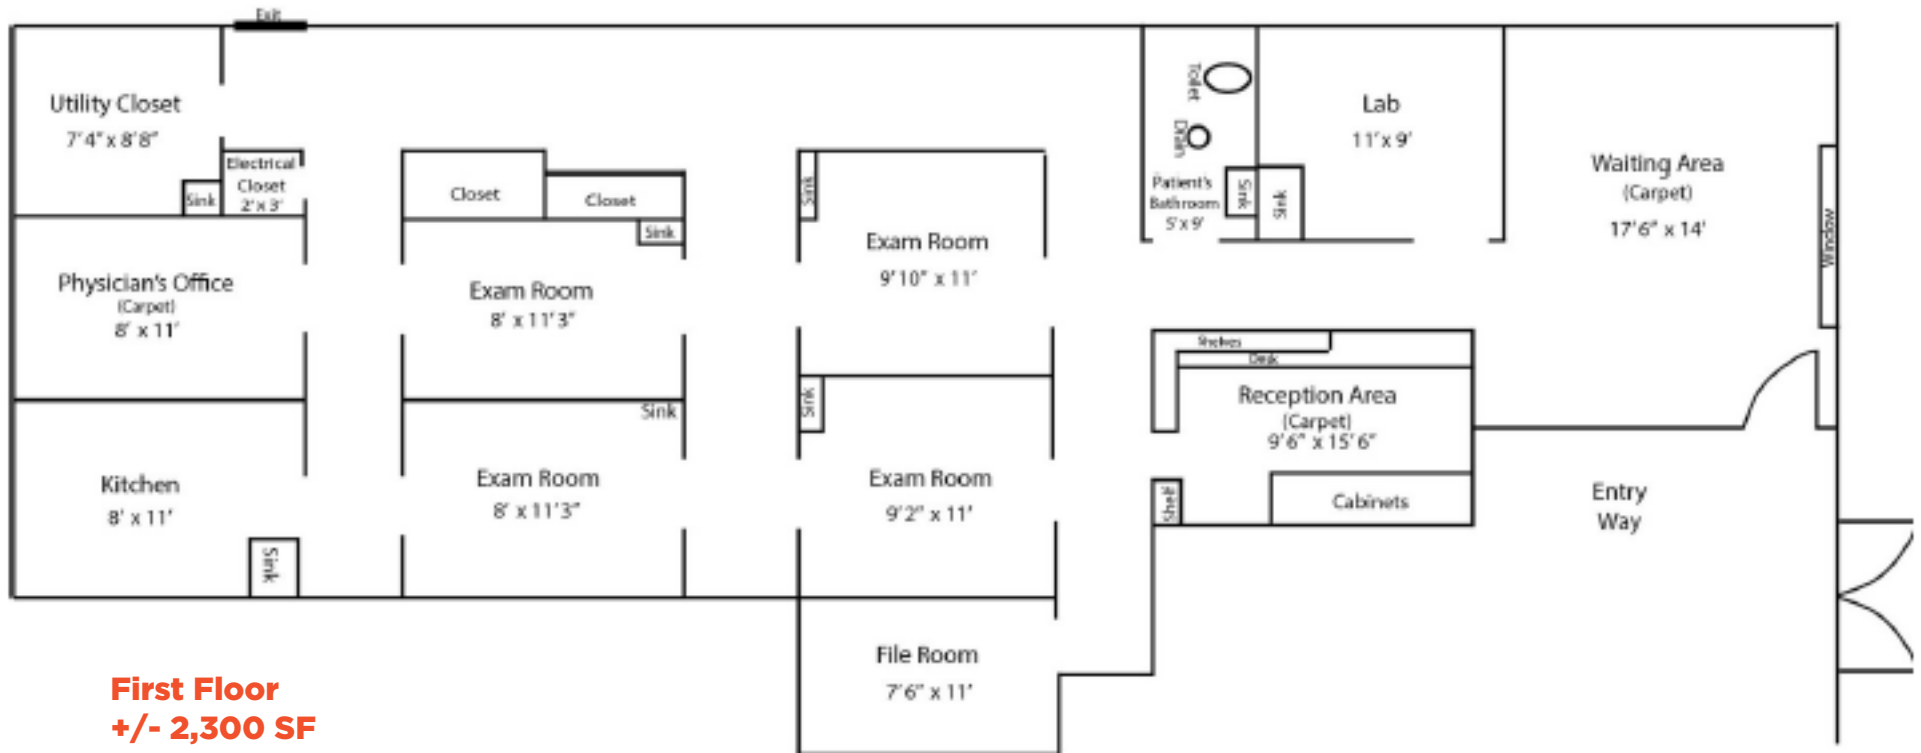 Exit
Utility Closet
7'4" x 8'8"
Electrical
Closet
2' x 3'
Sink
Physician's Office
(Carpet)
8' x 11'
Kitchen
8' x 11'
Sink
Closet
Closet
Sink
Exam Room
8' x 11'3"
Sink
Exam Room
8' x 11'3"
Sink
Exam Room
9'10" x 11'
Sink
Exam Room
9'2" x 11'
File Room
7'6" x 11'
Toilet
Drain
Patient's
Bathroom
5' x 9'
Sink
Sink
Lab
11' x 9'
Waiting Area
(Carpet)
17'6" x 14'
Window
Shelves
Desk
Reception Area
(Carpet)
9'6" x 15'6"
Shelf
Cabinets
Entry
Way
First Floor
+/- 2,300 SF